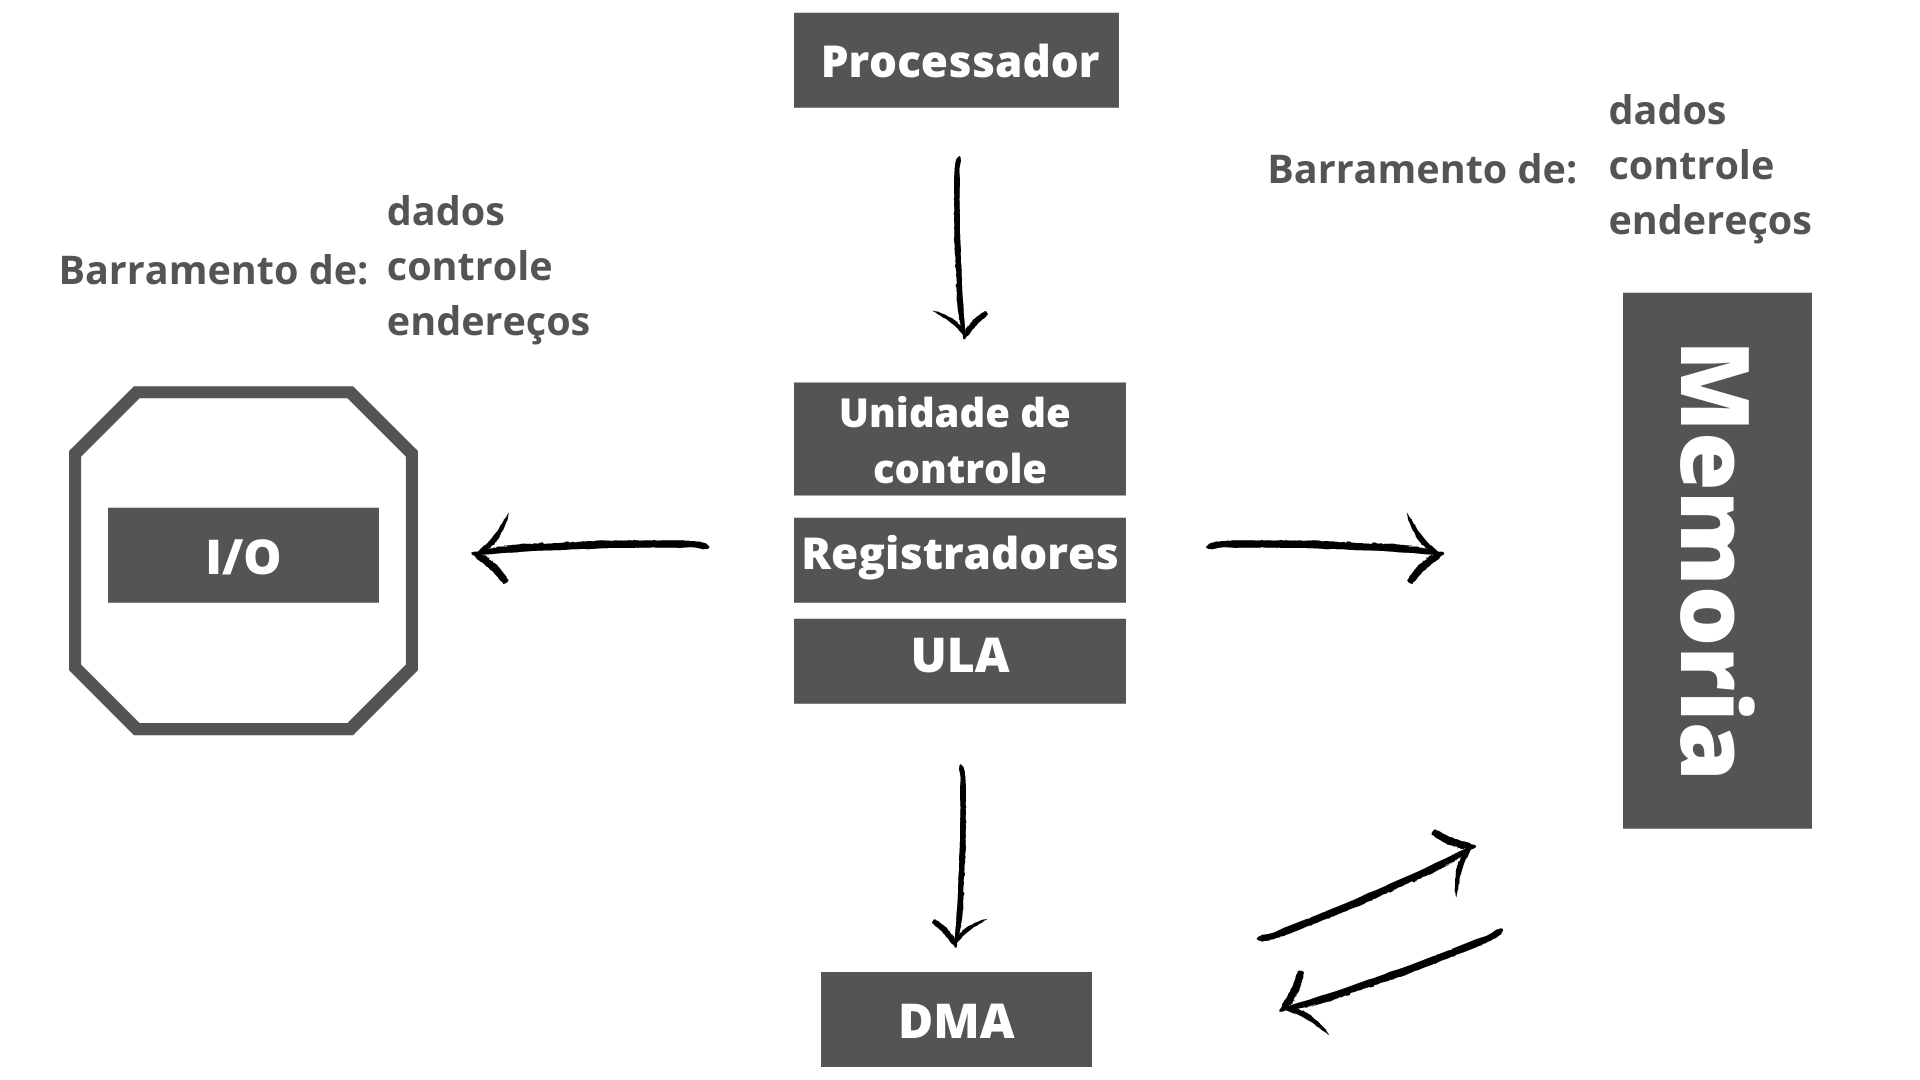 Processador
dados
Barramento de:
controle
endereços
dados
Barramento de:
controle
endereços
Unidade de
controle
I/O
Registradores
ULA
Memoria
DMA